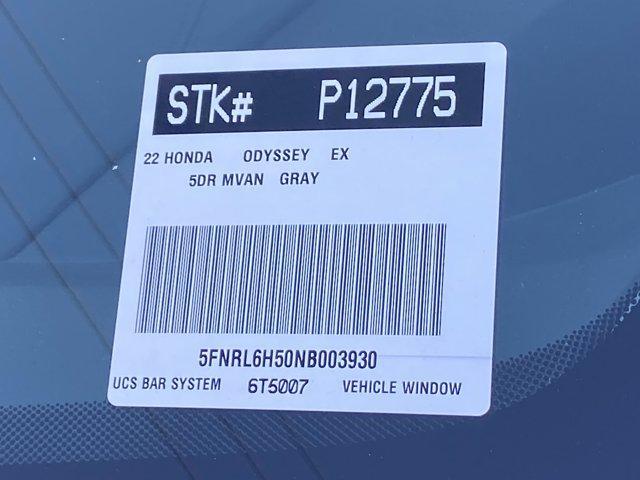 STK# P12775
22 HONDA ODYSSEY EX
5DR MVAN GRAY
5FNRL6H50NB003930
UCS BAR SYSTEM 6T5007 VEHICLE WINDOW